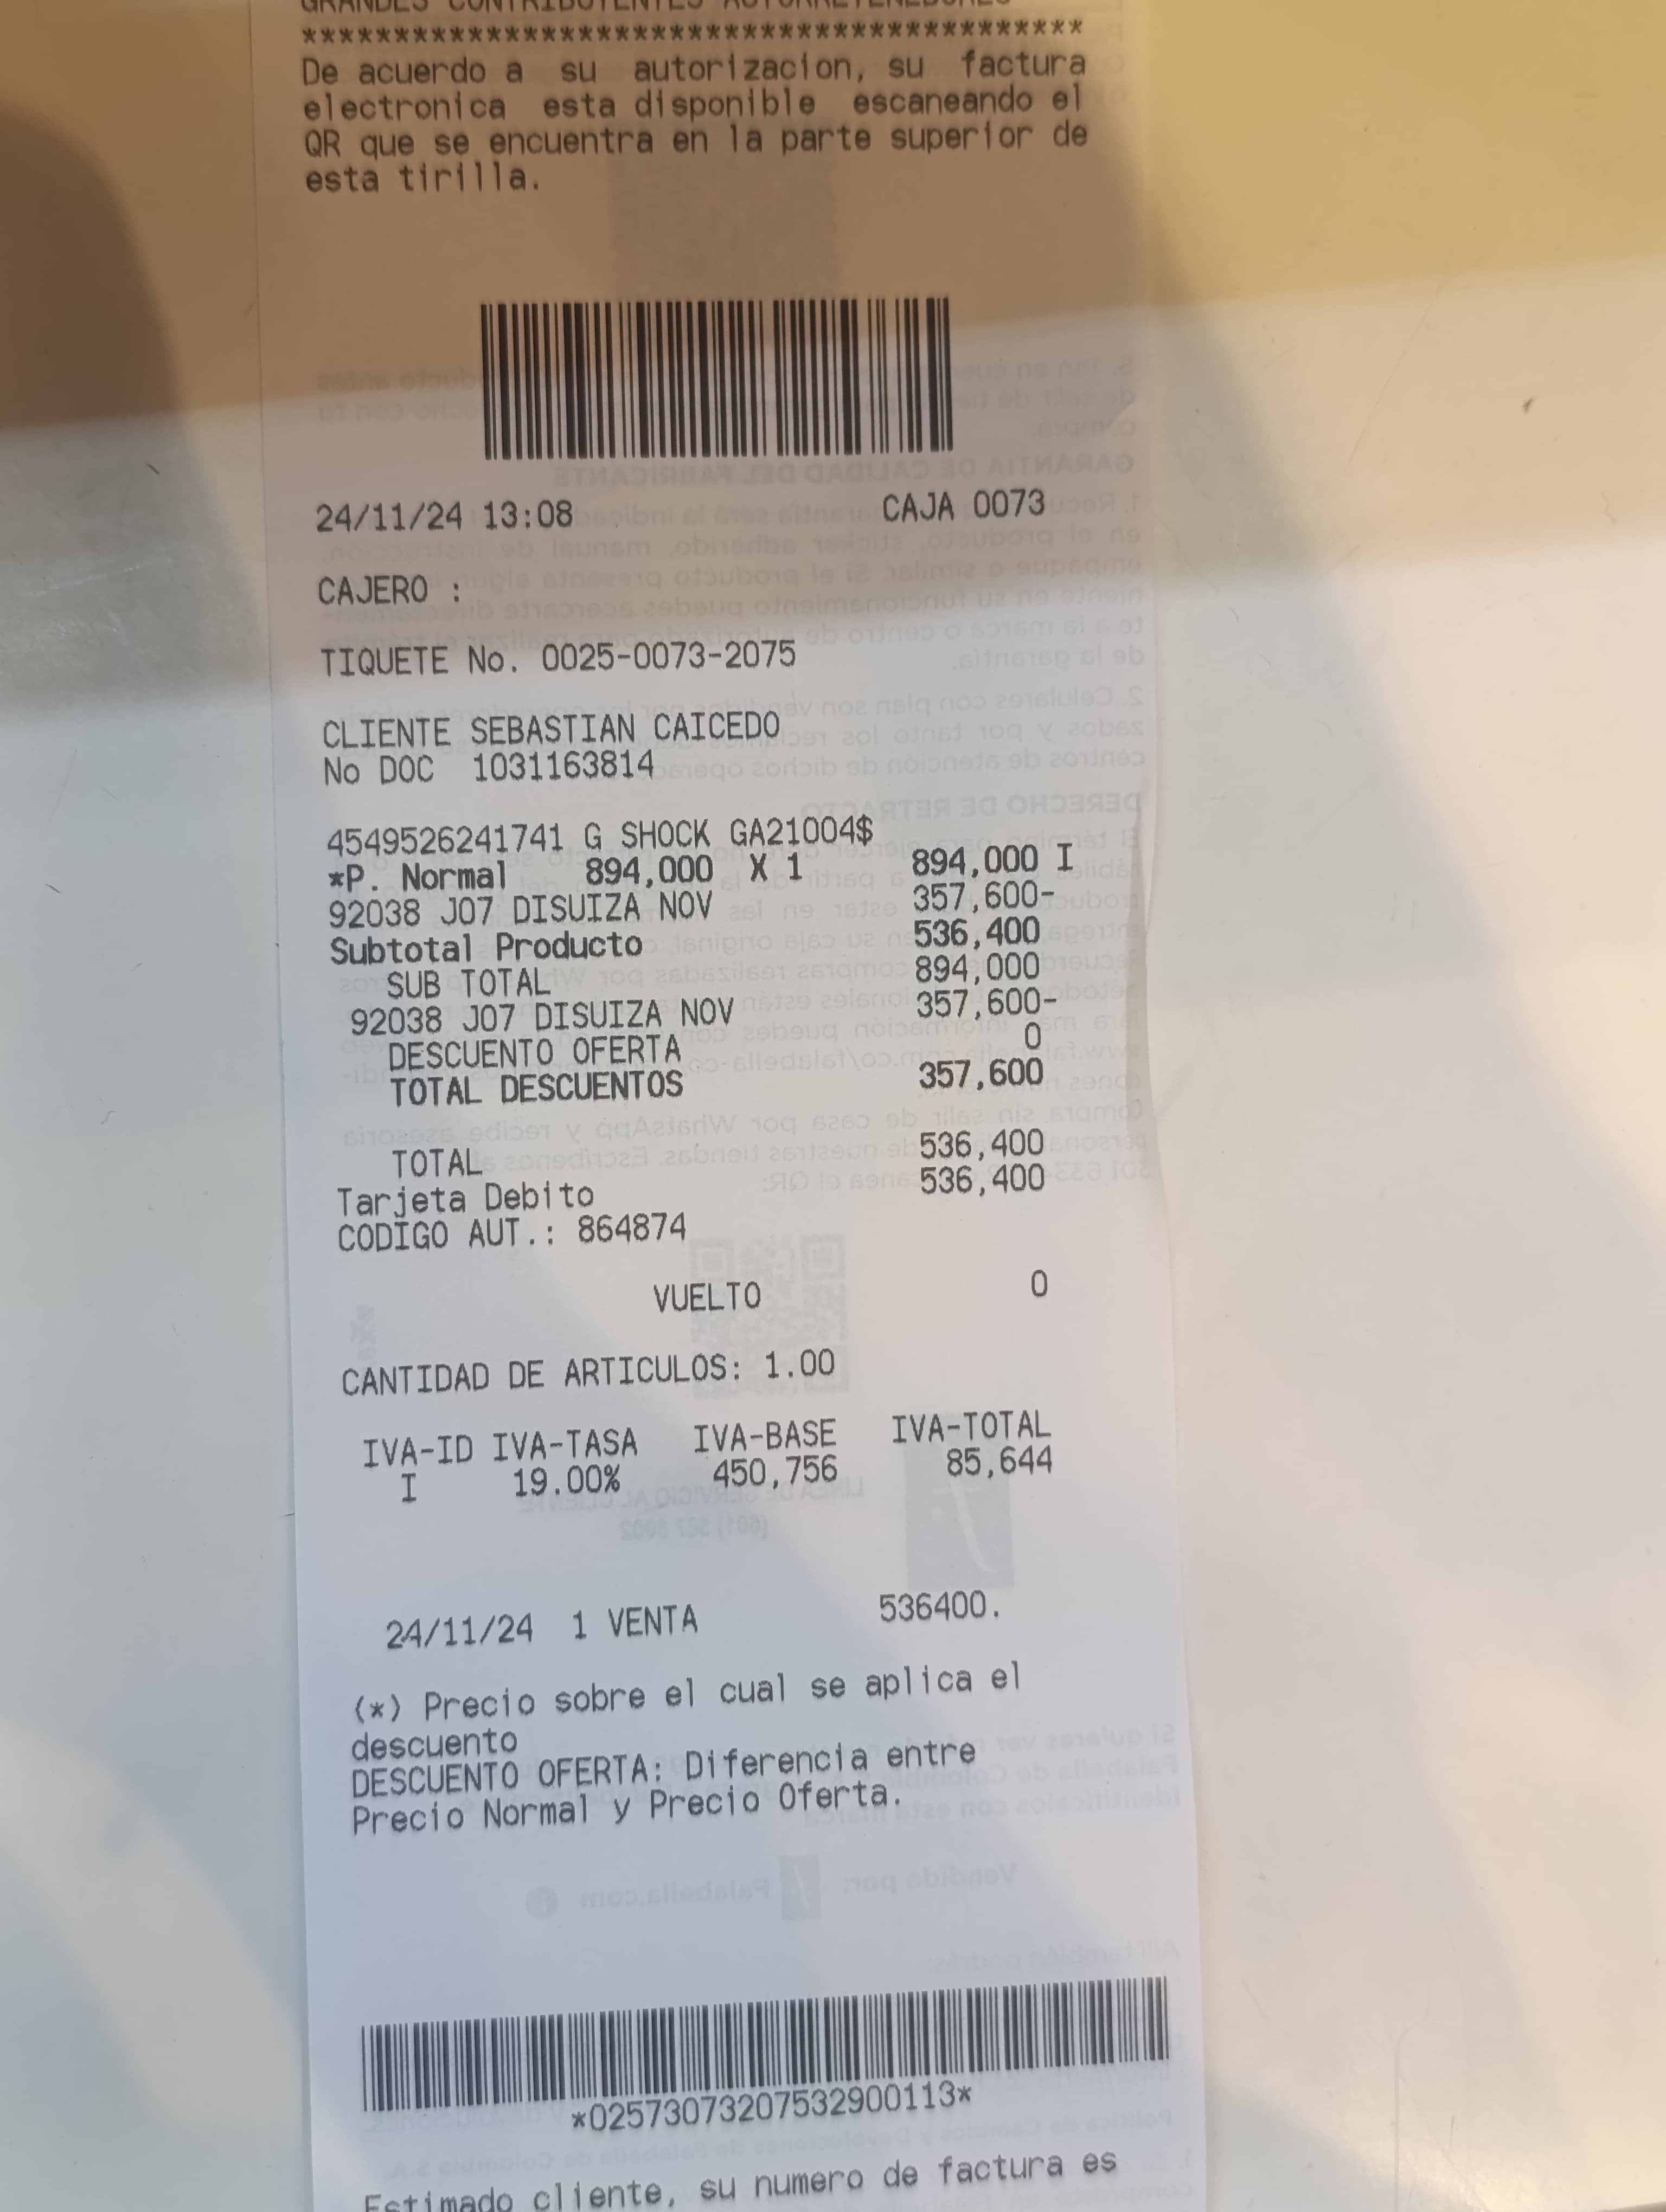 GRANDES CONTRIBUYENTES AUTORRETENEDORES
******************************************
De acuerdo a su autorizacion, su factura
electronica esta disponible escaneando el
QR que se encuentra en la parte superior de
esta tirilla.
24/11/24 13:08 CAJA 0073
CAJERO :
TIQUETE No. 0025-0073-2075
CLIENTE SEBASTIAN CAICEDO
No DOC 1031163814
4549526241741 G SHOCK GA21004$
*P. Normal 894,000 X 1 894,000 I
92038 J07 DISUIZA NOV 357,600-
Subtotal Producto 536,400
SUB TOTAL 894,000
92038 J07 DISUIZA NOV 357,600-
DESCUENTO OFERTA 0
TOTAL DESCUENTOS 357,600
TOTAL 536,400
Tarjeta Debito 536,400
CODIGO AUT.: 864874
VUELTO 0
CANTIDAD DE ARTICULOS: 1.00
IVA-ID IVA-TASA IVA-BASE IVA-TOTAL
I 19.00% 450,756 85,644
24/11/24 1 VENTA 536400.
(*) Precio sobre el cual se aplica el
descuento
DESCUENTO OFERTA: Diferencia entre
Precio Normal y Precio Oferta.
*02573073207532900113*
Estimado cliente, su numero de factura es